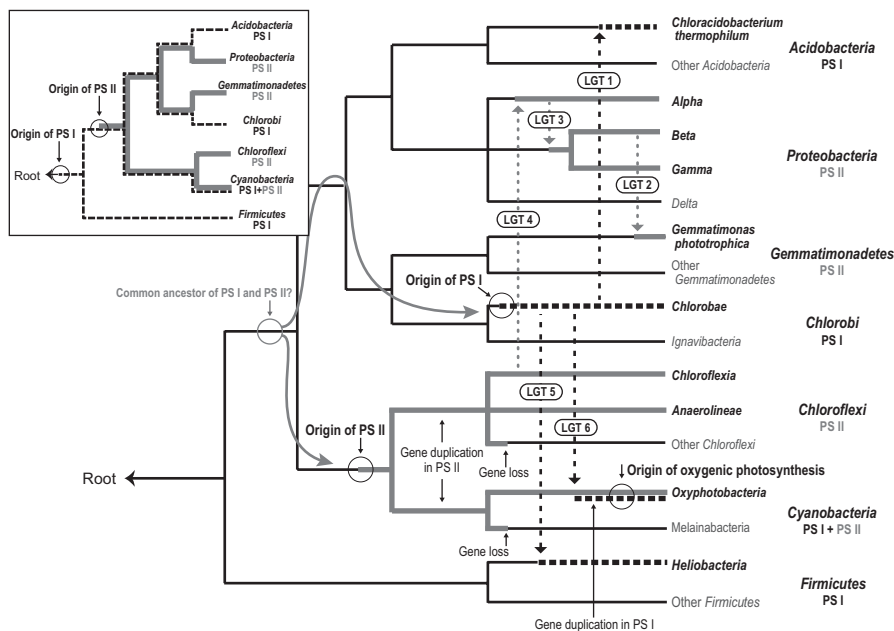 Acidobacteria
PS I
Proteobacteria
PS II
Origin of PS II
Gemmatimonadetes
PS II
Origin of PS I
Chlorobi
PS I
Chloroflexi
PS II
Root
Cyanobacteria
PS I+PS II
Firmicutes
PS I
Chloracidobacterium
thermophilum
Acidobacteria
PS I
Other Acidobacteria
LGT 1
Alpha
LGT 3
Beta
Proteobacteria
PS II
Gamma
LGT 2
Delta
LGT 4
Gemmatimonas
phototrophica
Gemmatimonadetes
PS II
Other
Gemmatimonadetes
Origin of PS I
Common ancestor of PS I and PS II?
Chlorobae
Chlorobi
PS I
Ignavibacteria
Chloroflexia
LGT 5
Anaerolineae
Chloroflexi
PS II
Origin of PS II
LGT 6
Other Chloroflexi
Gene duplication
in PS II
Gene loss
Origin of oxygenic photosynthesis
Root
Oxyphotobacteria
Cyanobacteria
PS I + PS II
Melainabacteria
Gene loss
Heliobacteria
Firmicutes
PS I
Other Firmicutes
Gene duplication in PS I